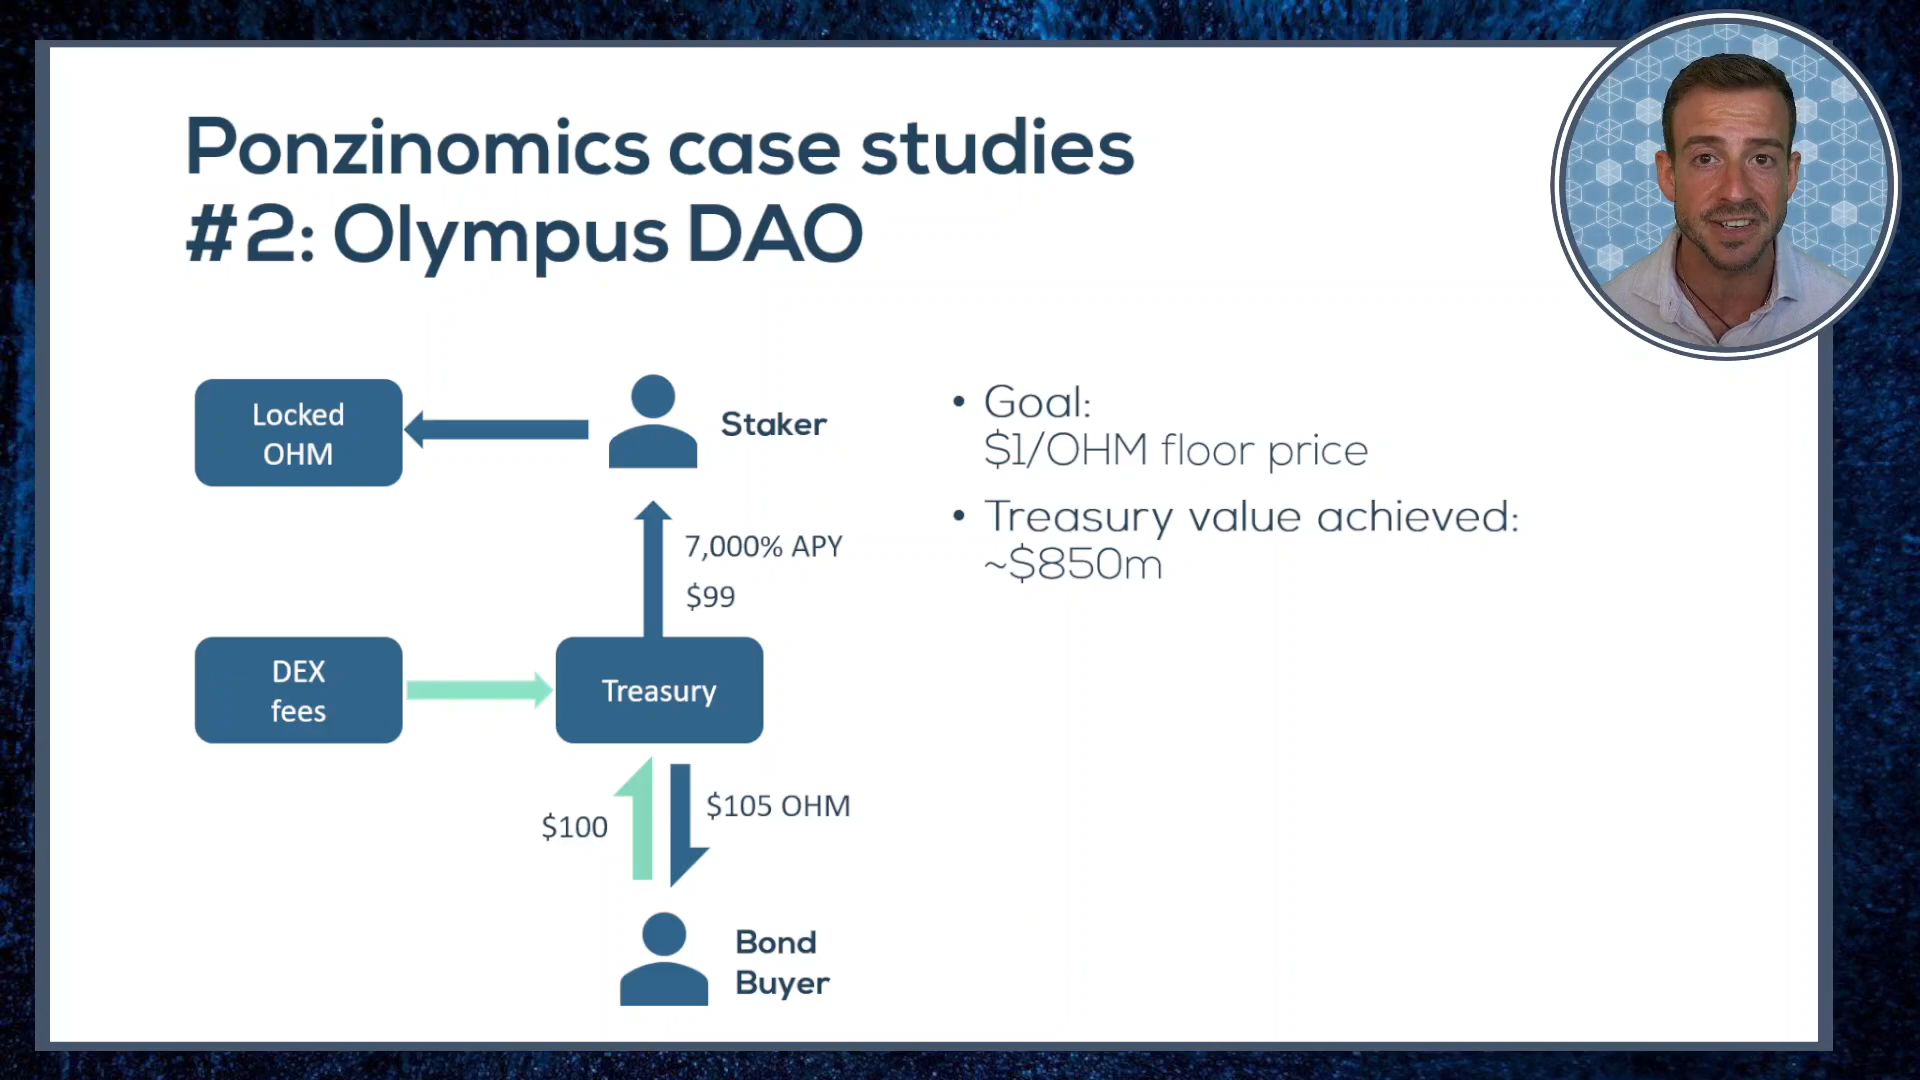 Ponzinomics case studies
#2: Olympus DAO
Locked
OHM
Staker
7,000% APY
$99
DEX
fees
Treasury
$100
$105 OHM
Bond
Buyer
• Goal:
$1/OHM floor price
• Treasury value achieved:
~$850m